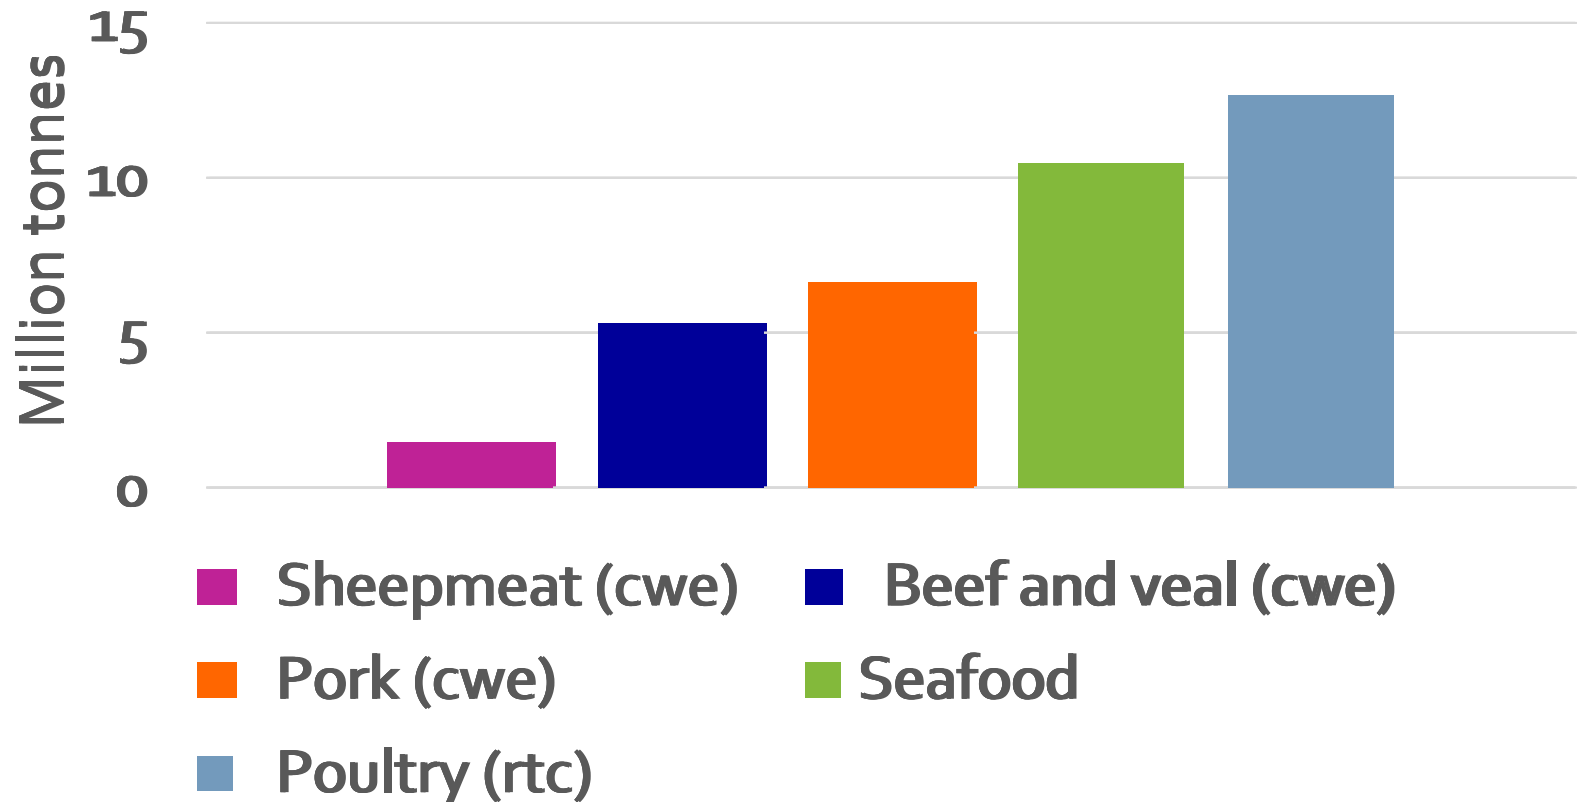 Million tonnes
15
10
5
0
Sheepmeat (cwe)
Beef and veal (cwe)
Pork (cwe)
Seafood
Poultry (rtc)